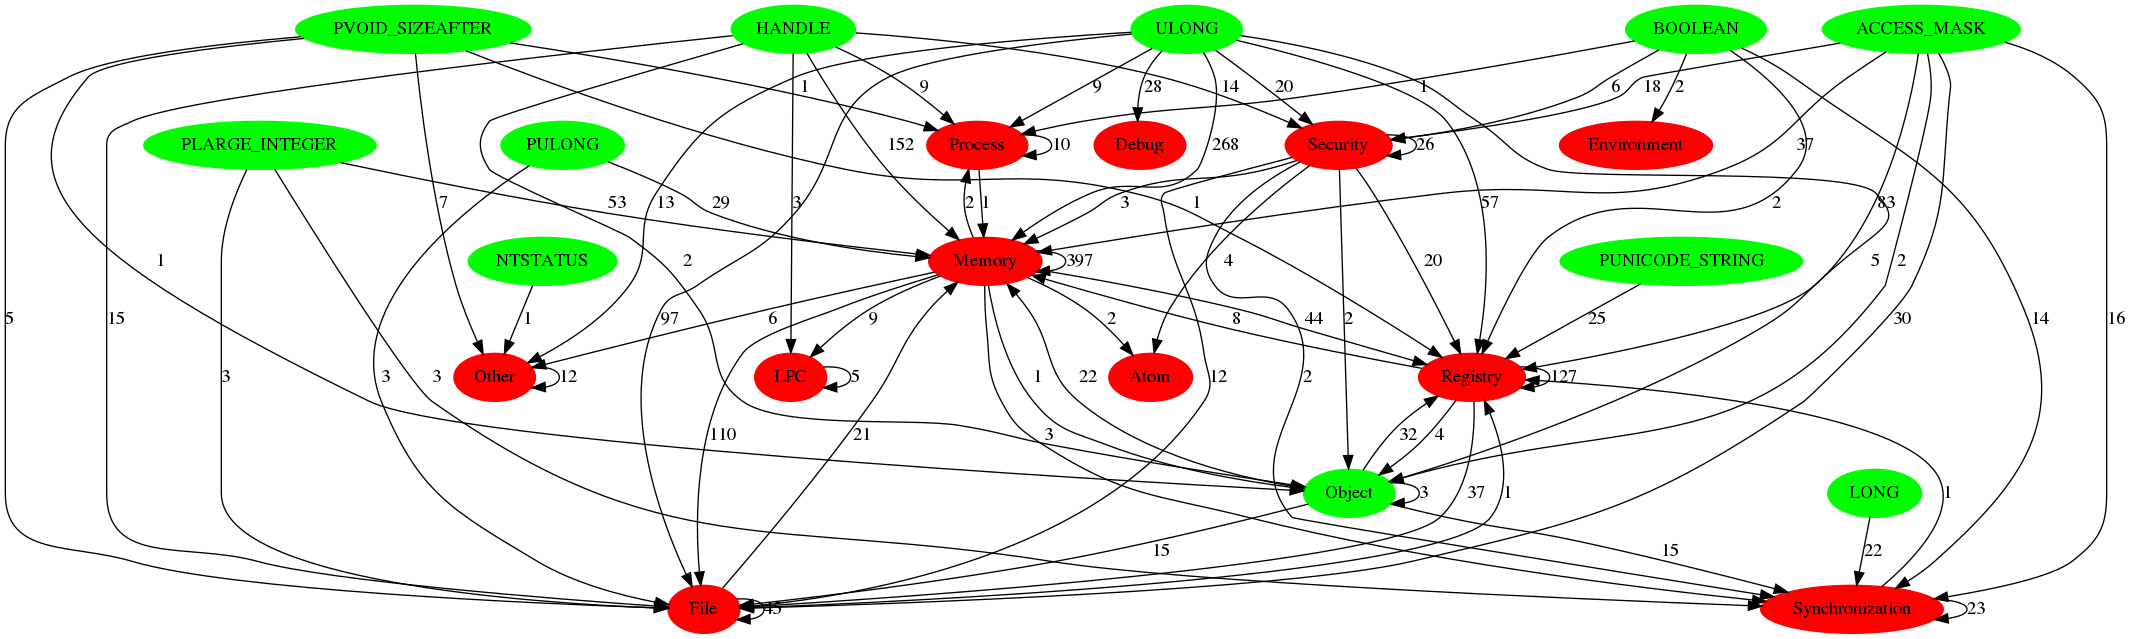 PVOID_SIZEAFTER HANDLE ULONG BOOLEAN ACCESS_MASK
1 9 9 28 14 20 1 6 2 18
PLARGE_INTEGER PULONG Process 10 Debug Security 26 Environment
152 268 37
53 29 7 13 3 2 1 3 1 57 2 83
NTSTATUS Memory 397 PUNICODE_STRING
1 2 4 20 5 2
5 15 1 97 6 9 2 2 2 8 44 25 30 14 16
110
Other 12 LPC 5 Atom Registry 127
3 3 3 12
21 3 1 22 32 4
Object 3 37 1 LONG 1
15 15 22
File 45 Synchronization 23